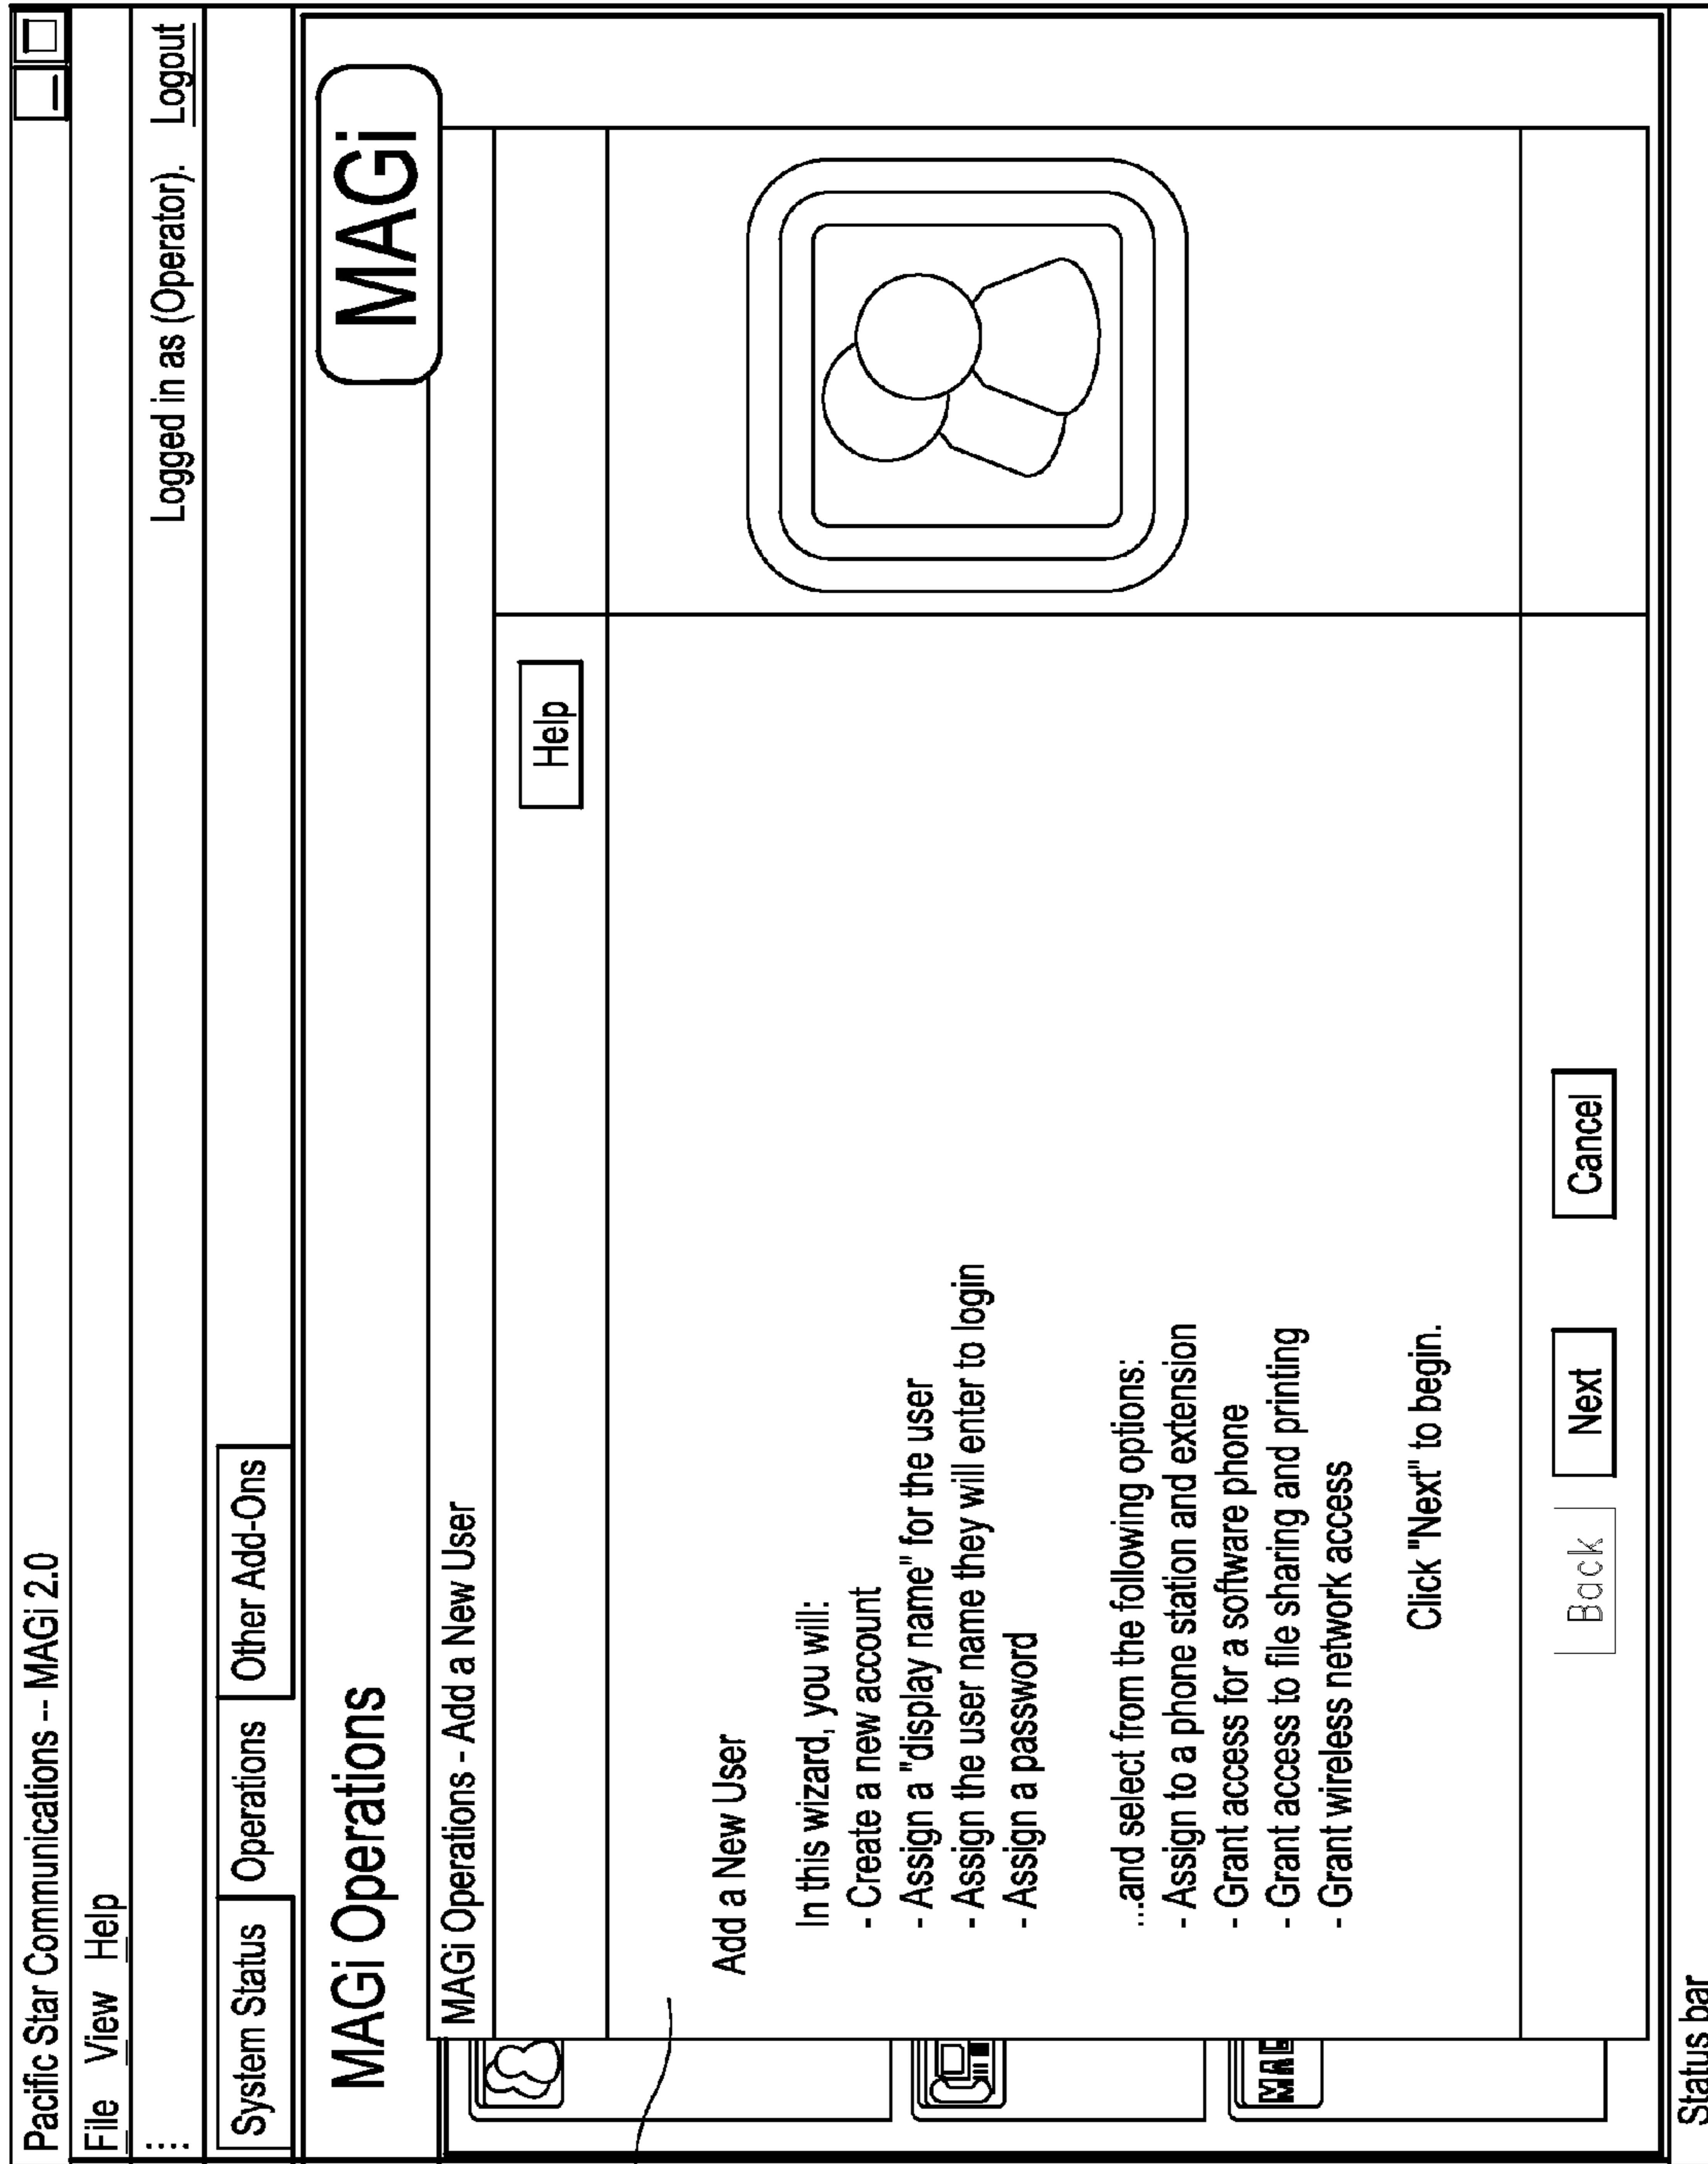 Pacific Star Communications -- MAGi 2.0
File View Help
Logged in as (Operator). Logout
System Status Operations Other Add-Ons
MAGi Operations
MAGi
MAGi Operations - Add a New User
Help
Add a New User
In this wizard, you will:
- Create a new account
- Assign a "display name" for the user
- Assign the user name they will enter to login
- Assign a password
...and select from the following options:
- Assign to a phone station and extension
- Grant access for a software phone
- Grant access to file sharing and printing
- Grant wireless network access
Click "Next" to begin.
Back Next Cancel
Status bar